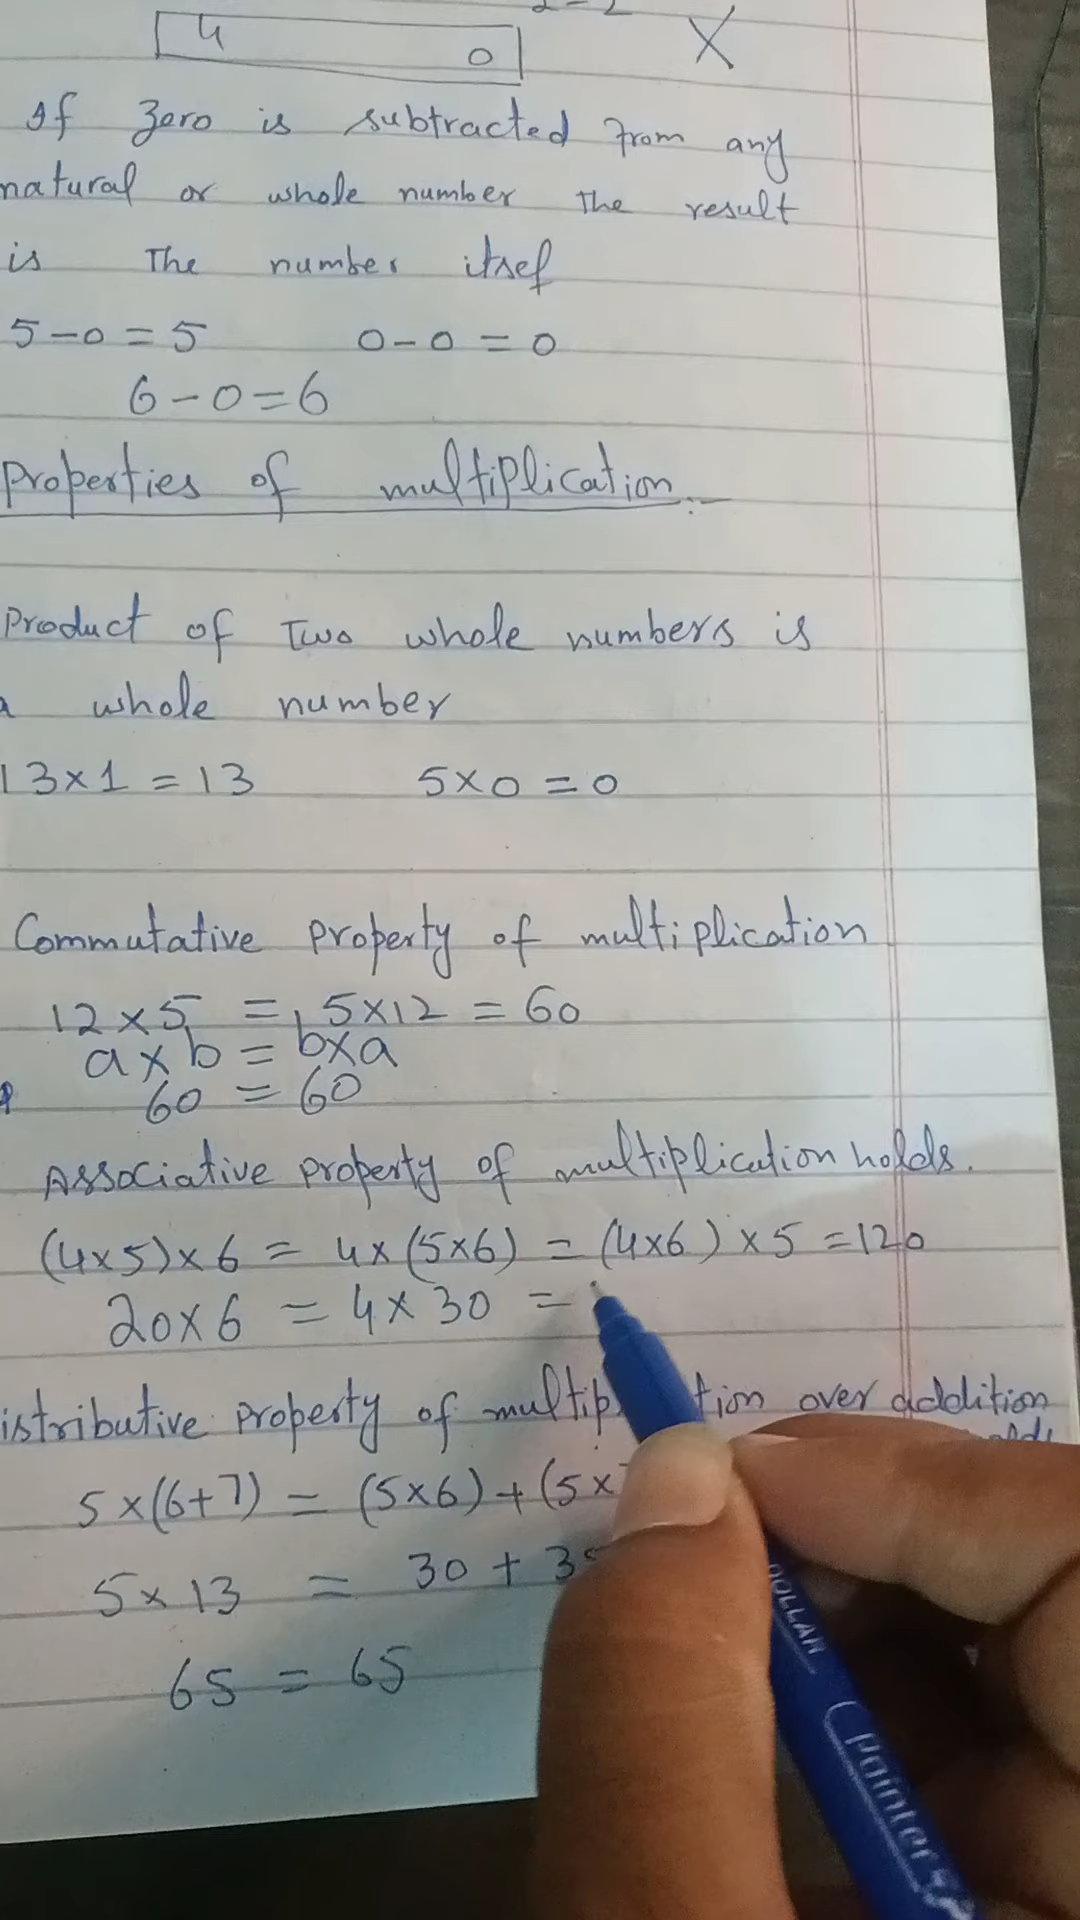 4 0 X
If zero is subtracted from any
natural or whole number The result
is The number itsef
5-0=5 0-0=0
6-0=6
Properties of multiplication:-
Product of Two whole numbers is
a whole number
13×1=13 5×0=0
Commutative property of multiplication
12×5 = 5×12 = 60
a×b = b×a
60 = 60
Associative property of multiplication holds.
(4×5)×6 = 4×(5×6) = (4×6)×5=120
20×6 = 4×30 =
istributive property of over addition
5×(6+7) = (5×6)+(5×
5×13 = 30+35
65 = 65
DOLLAR
Pointer